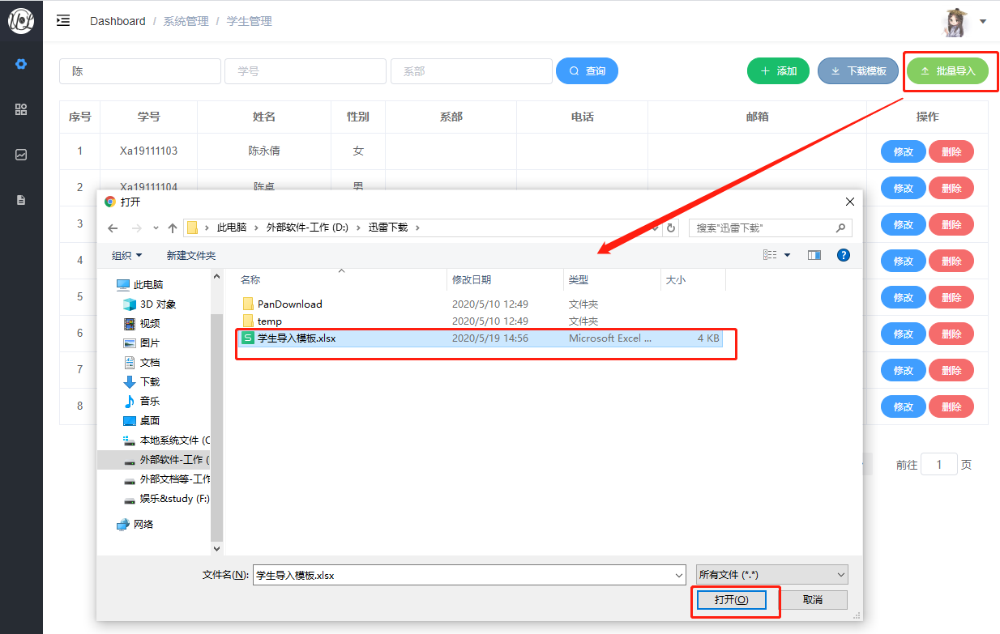 Dashboard / 系统管理 / 学生管理
陈 学号 系部 查询 添加 下载模板 批量导入
序号 学号 姓名 性别 系部 电话 邮箱 操作
1 Xa19111103 陈永倩 女 修改 删除
2 Xa19111104 陈卓 男 修改 删除
打开
3 修改 删除
此电脑 外部软件-工作 (D:) 迅雷下载 搜索"迅雷下载"
组织 新建文件夹
4 修改 删除
名称 修改日期 类型 大小
此电脑
5 修改 删除
3D 对象 PanDownload 2020/5/10 12:49 文件夹
视频 temp 2020/5/10 12:49 文件夹
6 修改 删除
图片 学生导入模板.xlsx 2020/5/19 14:56 Microsoft Excel ... 4 KB
文档
7 修改 删除
下载
音乐
8 修改 删除
桌面
本地系统文件 (C
外部软件-工作 (
前往 1 页
外部文档等-工作
娱乐&study (F:)
网络
文件名(N): 学生导入模板.xlsx 所有文件 (*.*)
打开(O) 取消